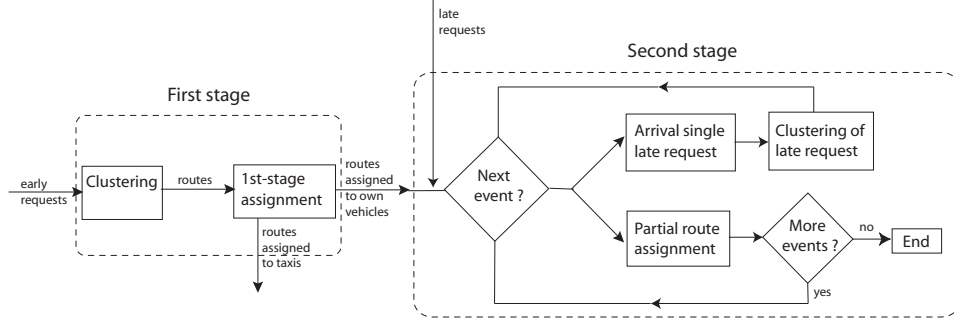 late
requests
Second stage
First stage
early
requests
Clustering
routes
1st-stage
assignment
routes
assigned
to own
vehicles
routes
assigned
to taxis
Next
event ?
Arrival single
late request
Clustering of
late request
Partial route
assignment
More
events ?
no
End
yes